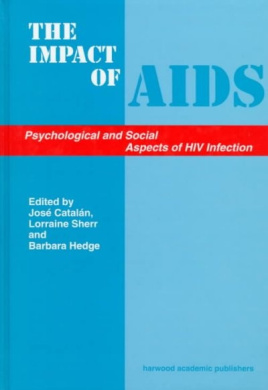 THE
IMPACT
OF
AIDS
Psychological and Social
Aspects of HIV Infection
Edited by
José Catalán,
Lorraine Sherr
and
Barbara Hedge
harwood academic publishers